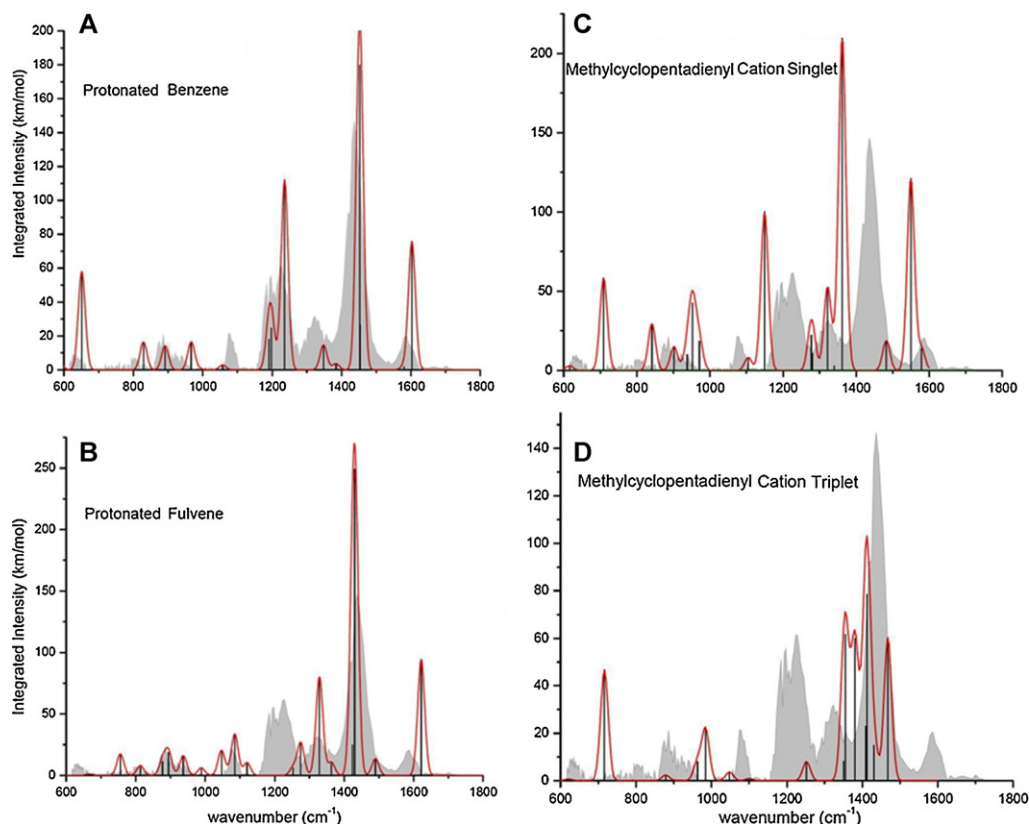 A
Protonated Benzene
Integrated Intensity (km/mol)
200
180
160
140
120
100
80
60
40
20
0
600 800 1000 1200 1400 1600 1800
C
Methylcyclopentadienyl Cation Singlet
200
150
100
50
0
600 800 1000 1200 1400 1600 1800
B
Protonated Fulvene
Integrated Intensity (km/mol)
250
200
150
100
50
0
600 800 1000 1200 1400 1600 1800
wavenumber (cm⁻¹)
D
Methylcyclopentadienyl Cation Triplet
140
120
100
80
60
40
20
0
600 800 1000 1200 1400 1600 1800
wavenumber (cm⁻¹)